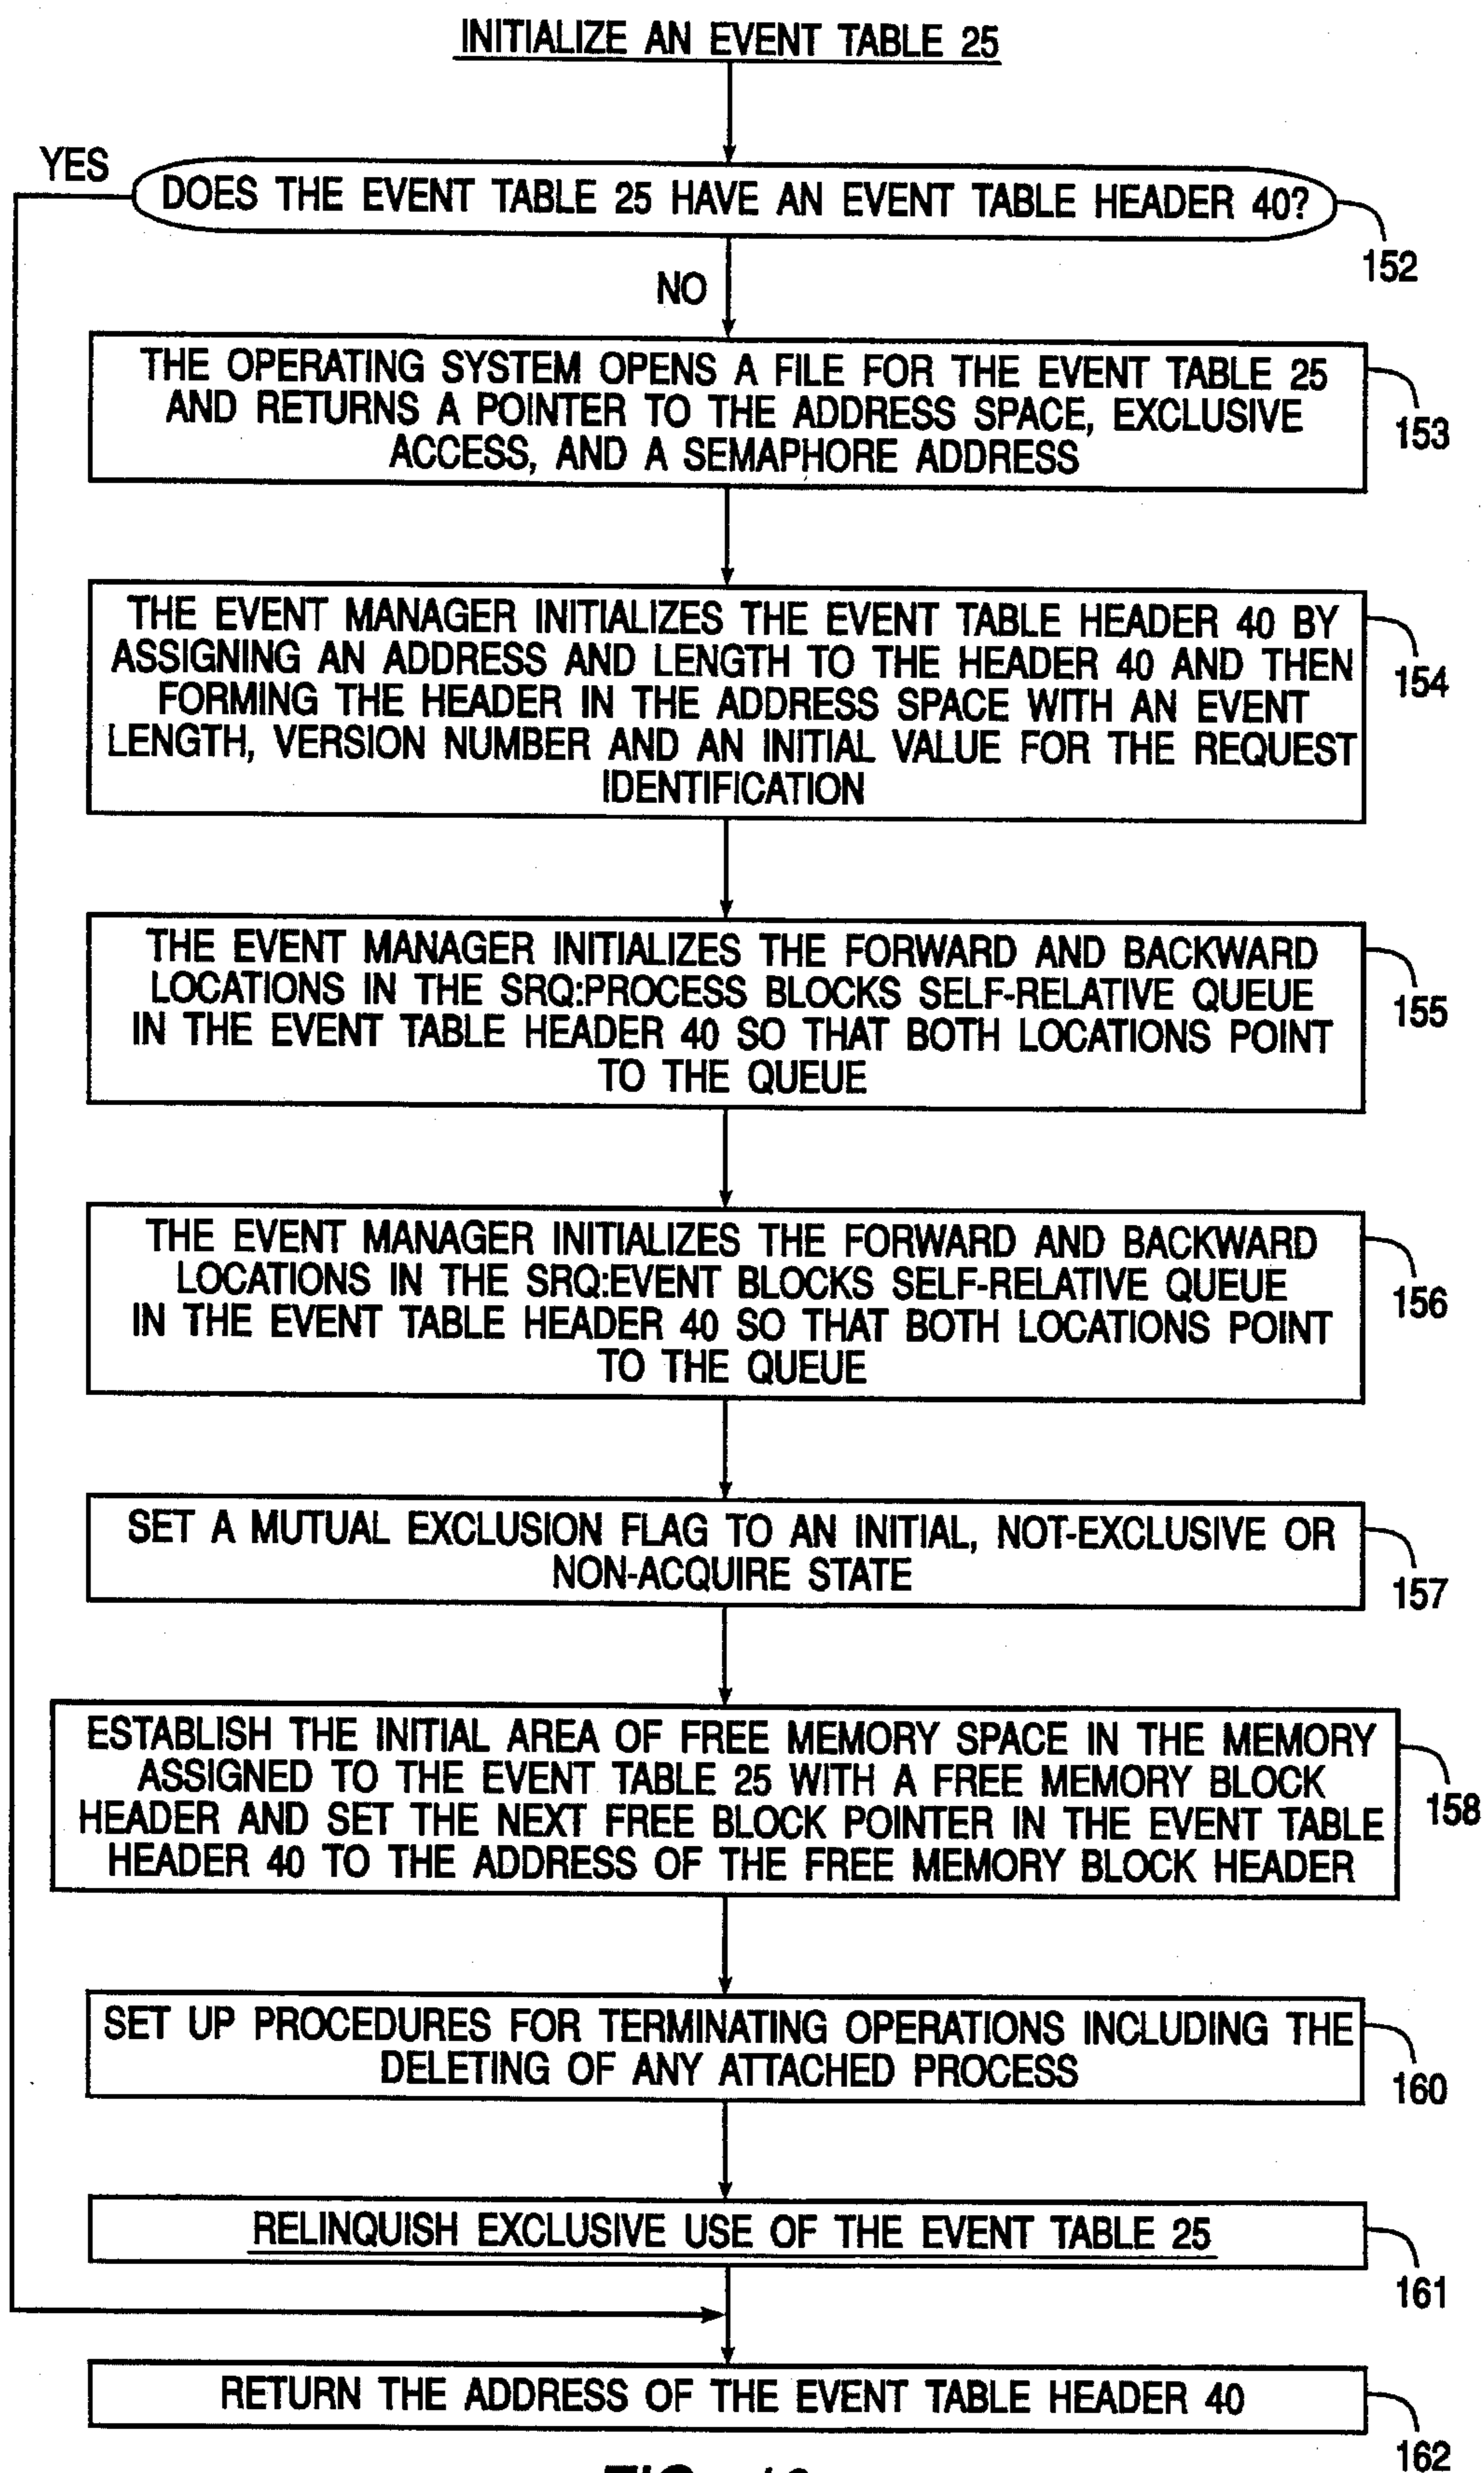 INITIALIZE AN EVENT TABLE 25
YES
DOES THE EVENT TABLE 25 HAVE AN EVENT TABLE HEADER 40?
152
NO
THE OPERATING SYSTEM OPENS A FILE FOR THE EVENT TABLE 25
AND RETURNS A POINTER TO THE ADDRESS SPACE, EXCLUSIVE
ACCESS, AND A SEMAPHORE ADDRESS
153
THE EVENT MANAGER INITIALIZES THE EVENT TABLE HEADER 40 BY
ASSIGNING AN ADDRESS AND LENGTH TO THE HEADER 40 AND THEN
FORMING THE HEADER IN THE ADDRESS SPACE WITH AN EVENT
LENGTH, VERSION NUMBER AND AN INITIAL VALUE FOR THE REQUEST
IDENTIFICATION
154
THE EVENT MANAGER INITIALIZES THE FORWARD AND BACKWARD
LOCATIONS IN THE SRQ:PROCESS BLOCKS SELF-RELATIVE QUEUE
IN THE EVENT TABLE HEADER 40 SO THAT BOTH LOCATIONS POINT
TO THE QUEUE
155
THE EVENT MANAGER INITIALIZES THE FORWARD AND BACKWARD
LOCATIONS IN THE SRQ:EVENT BLOCKS SELF-RELATIVE QUEUE
IN THE EVENT TABLE HEADER 40 SO THAT BOTH LOCATIONS POINT
TO THE QUEUE
156
SET A MUTUAL EXCLUSION FLAG TO AN INITIAL, NOT-EXCLUSIVE OR
NON-ACQUIRE STATE
157
ESTABLISH THE INITIAL AREA OF FREE MEMORY SPACE IN THE MEMORY
ASSIGNED TO THE EVENT TABLE 25 WITH A FREE MEMORY BLOCK
HEADER AND SET THE NEXT FREE BLOCK POINTER IN THE EVENT TABLE
HEADER 40 TO THE ADDRESS OF THE FREE MEMORY BLOCK HEADER
158
SET UP PROCEDURES FOR TERMINATING OPERATIONS INCLUDING THE
DELETING OF ANY ATTACHED PROCESS
160
RELINQUISH EXCLUSIVE USE OF THE EVENT TABLE 25
161
RETURN THE ADDRESS OF THE EVENT TABLE HEADER 40
162